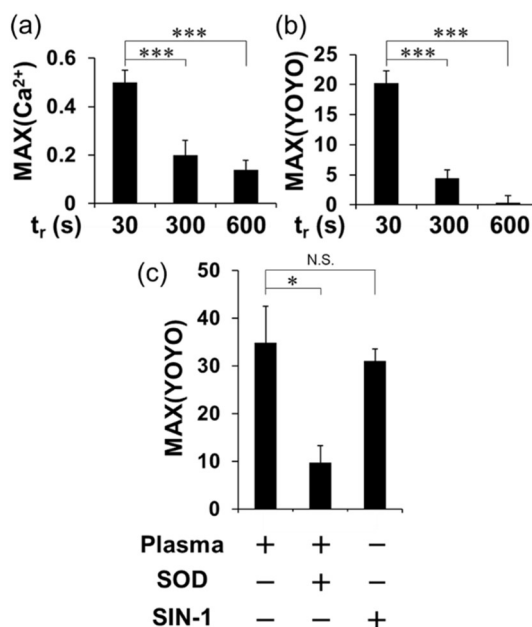 (a)
***
***
MAX(Ca²⁺)
0.6
0.4
0.2
0
tᵣ (s) 30 300 600
(b)
***
***
MAX(YOYO)
25
20
15
10
5
0
tᵣ (s) 30 300 600
(c)
N.S.
*
MAX(YOYO)
50
40
30
20
10
0
Plasma + + −
SOD − + −
SIN-1 − − +